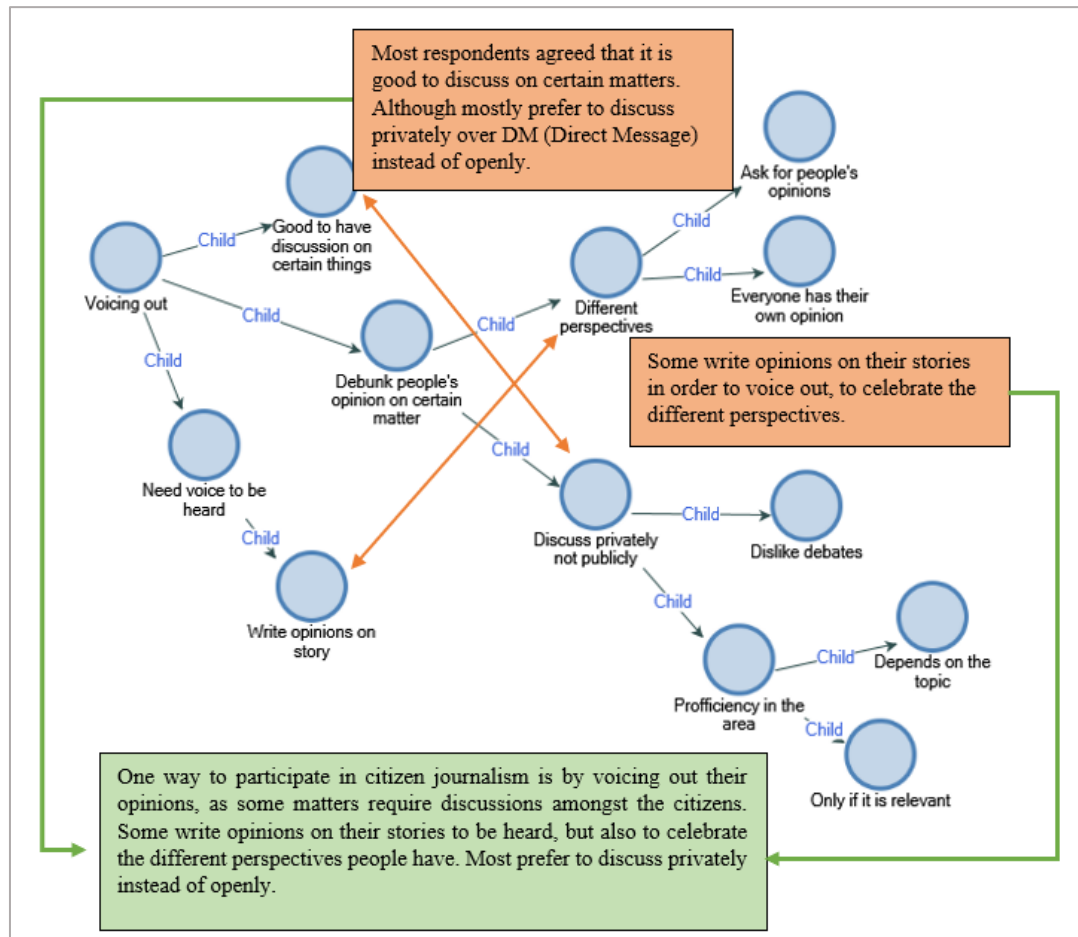 Most respondents agreed that it is
good to discuss on certain matters.
Although mostly prefer to discuss
privately over DM (Direct Message)
instead of openly.
Ask for people's
opinions
Child
Good to have
discussion on
certain things
Child
Voicing out
Child
Different
perspectives
Child
Everyone has their
own opinion
Child
Child
Debunk people's
opinion on certain
matter
Some write opinions on their stories
in order to voice out, to celebrate the
different perspectives.
Child
Need voice to be
heard
Child
Child
Write opinions on
story
Discuss privately
not publicly
Child
Dislike debates
Child
Profficiency in the
area
Child
Depends on the
topic
Child
Only if it is relevant
One way to participate in citizen journalism is by voicing out their
opinions, as some matters require discussions amongst the citizens.
Some write opinions on their stories to be heard, but also to celebrate
the different perspectives people have. Most prefer to discuss privately
instead of openly.